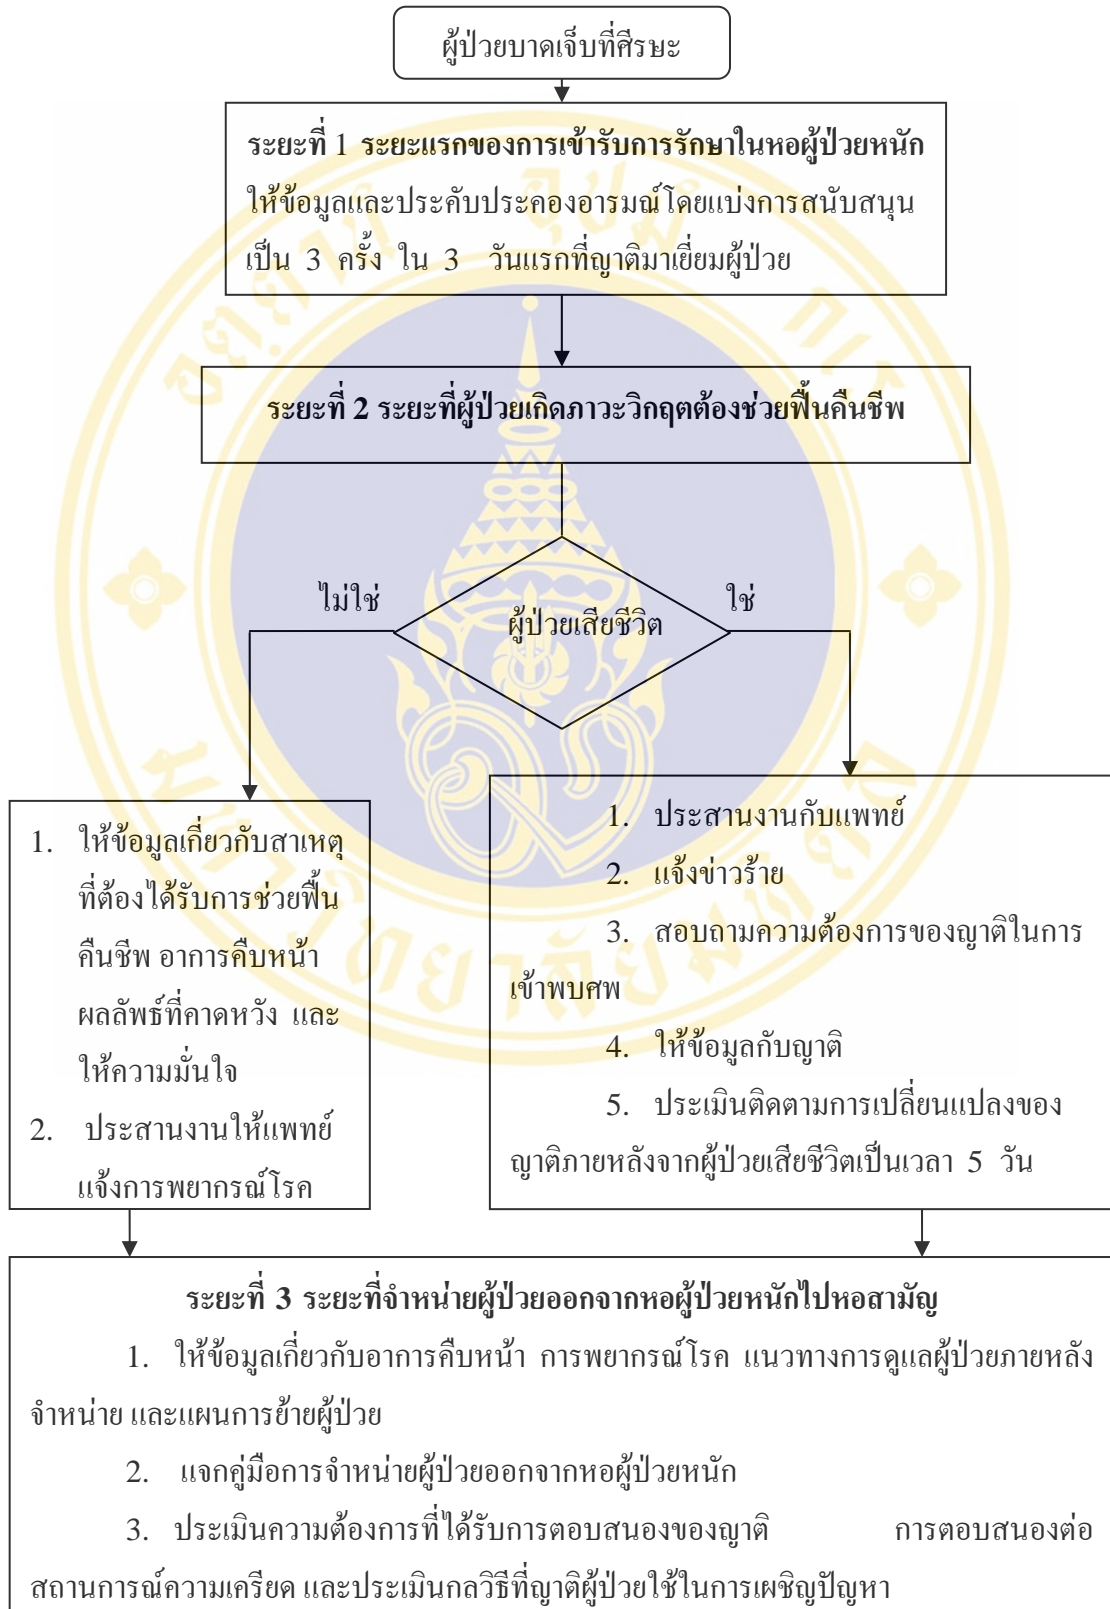 ผู้ป่วยบาดเจ็บที่ศีรษะ
ระยะที่ 1 ระยะแรกของการเข้ารับการรักษาในหอผู้ป่วยหนัก
ให้ข้อมูลและประคับประคองอารมณ์โดยแบ่งการสนับสนุน
เป็น 3 ครั้ง ใน 3 วันแรกที่ญาติมาเยี่ยมผู้ป่วย
ระยะที่ 2 ระยะที่ผู้ป่วยเกิดภาวะวิกฤตต้องช่วยฟื้นคืนชีพ
ไม่ใช่
ผู้ป่วยเสียชีวิต
ใช่
1. ให้ข้อมูลเกี่ยวกับสาเหตุ
ที่ต้องได้รับการช่วยฟื้น
คืนชีพ อาการคืบหน้า
ผลลัพธ์ที่คาดหวัง และ
ให้ความมั่นใจ
2. ประสานงานให้แพทย์
แจ้งการพยากรณ์โรค
1. ประสานงานกับแพทย์
2. แจ้งข่าวร้าย
3. สอบถามความต้องการของญาติในการ
เข้าพบศพ
4. ให้ข้อมูลกับญาติ
5. ประเมินติดตามการเปลี่ยนแปลงของ
ญาติภายหลังจากผู้ป่วยเสียชีวิตเป็นเวลา 5 วัน
ระยะที่ 3 ระยะที่จำหน่ายผู้ป่วยออกจากหอผู้ป่วยหนักไปหอสามัญ
1. ให้ข้อมูลเกี่ยวกับอาการคืบหน้า การพยากรณ์โรค แนวทางการดูแลผู้ป่วยภายหลัง
จำหน่าย และแผนการย้ายผู้ป่วย
2. แจกคู่มือการจำหน่ายผู้ป่วยออกจากหอผู้ป่วยหนัก
3. ประเมินความต้องการที่ได้รับการตอบสนองของญาติ การตอบสนองต่อ
สถานการณ์ความเครียด และประเมินกลวิธีที่ญาติผู้ป่วยใช้ในการเผชิญปัญหา
อตฺตานํ อุปมํ กเร
มหาวิทยาลัยมหิดล